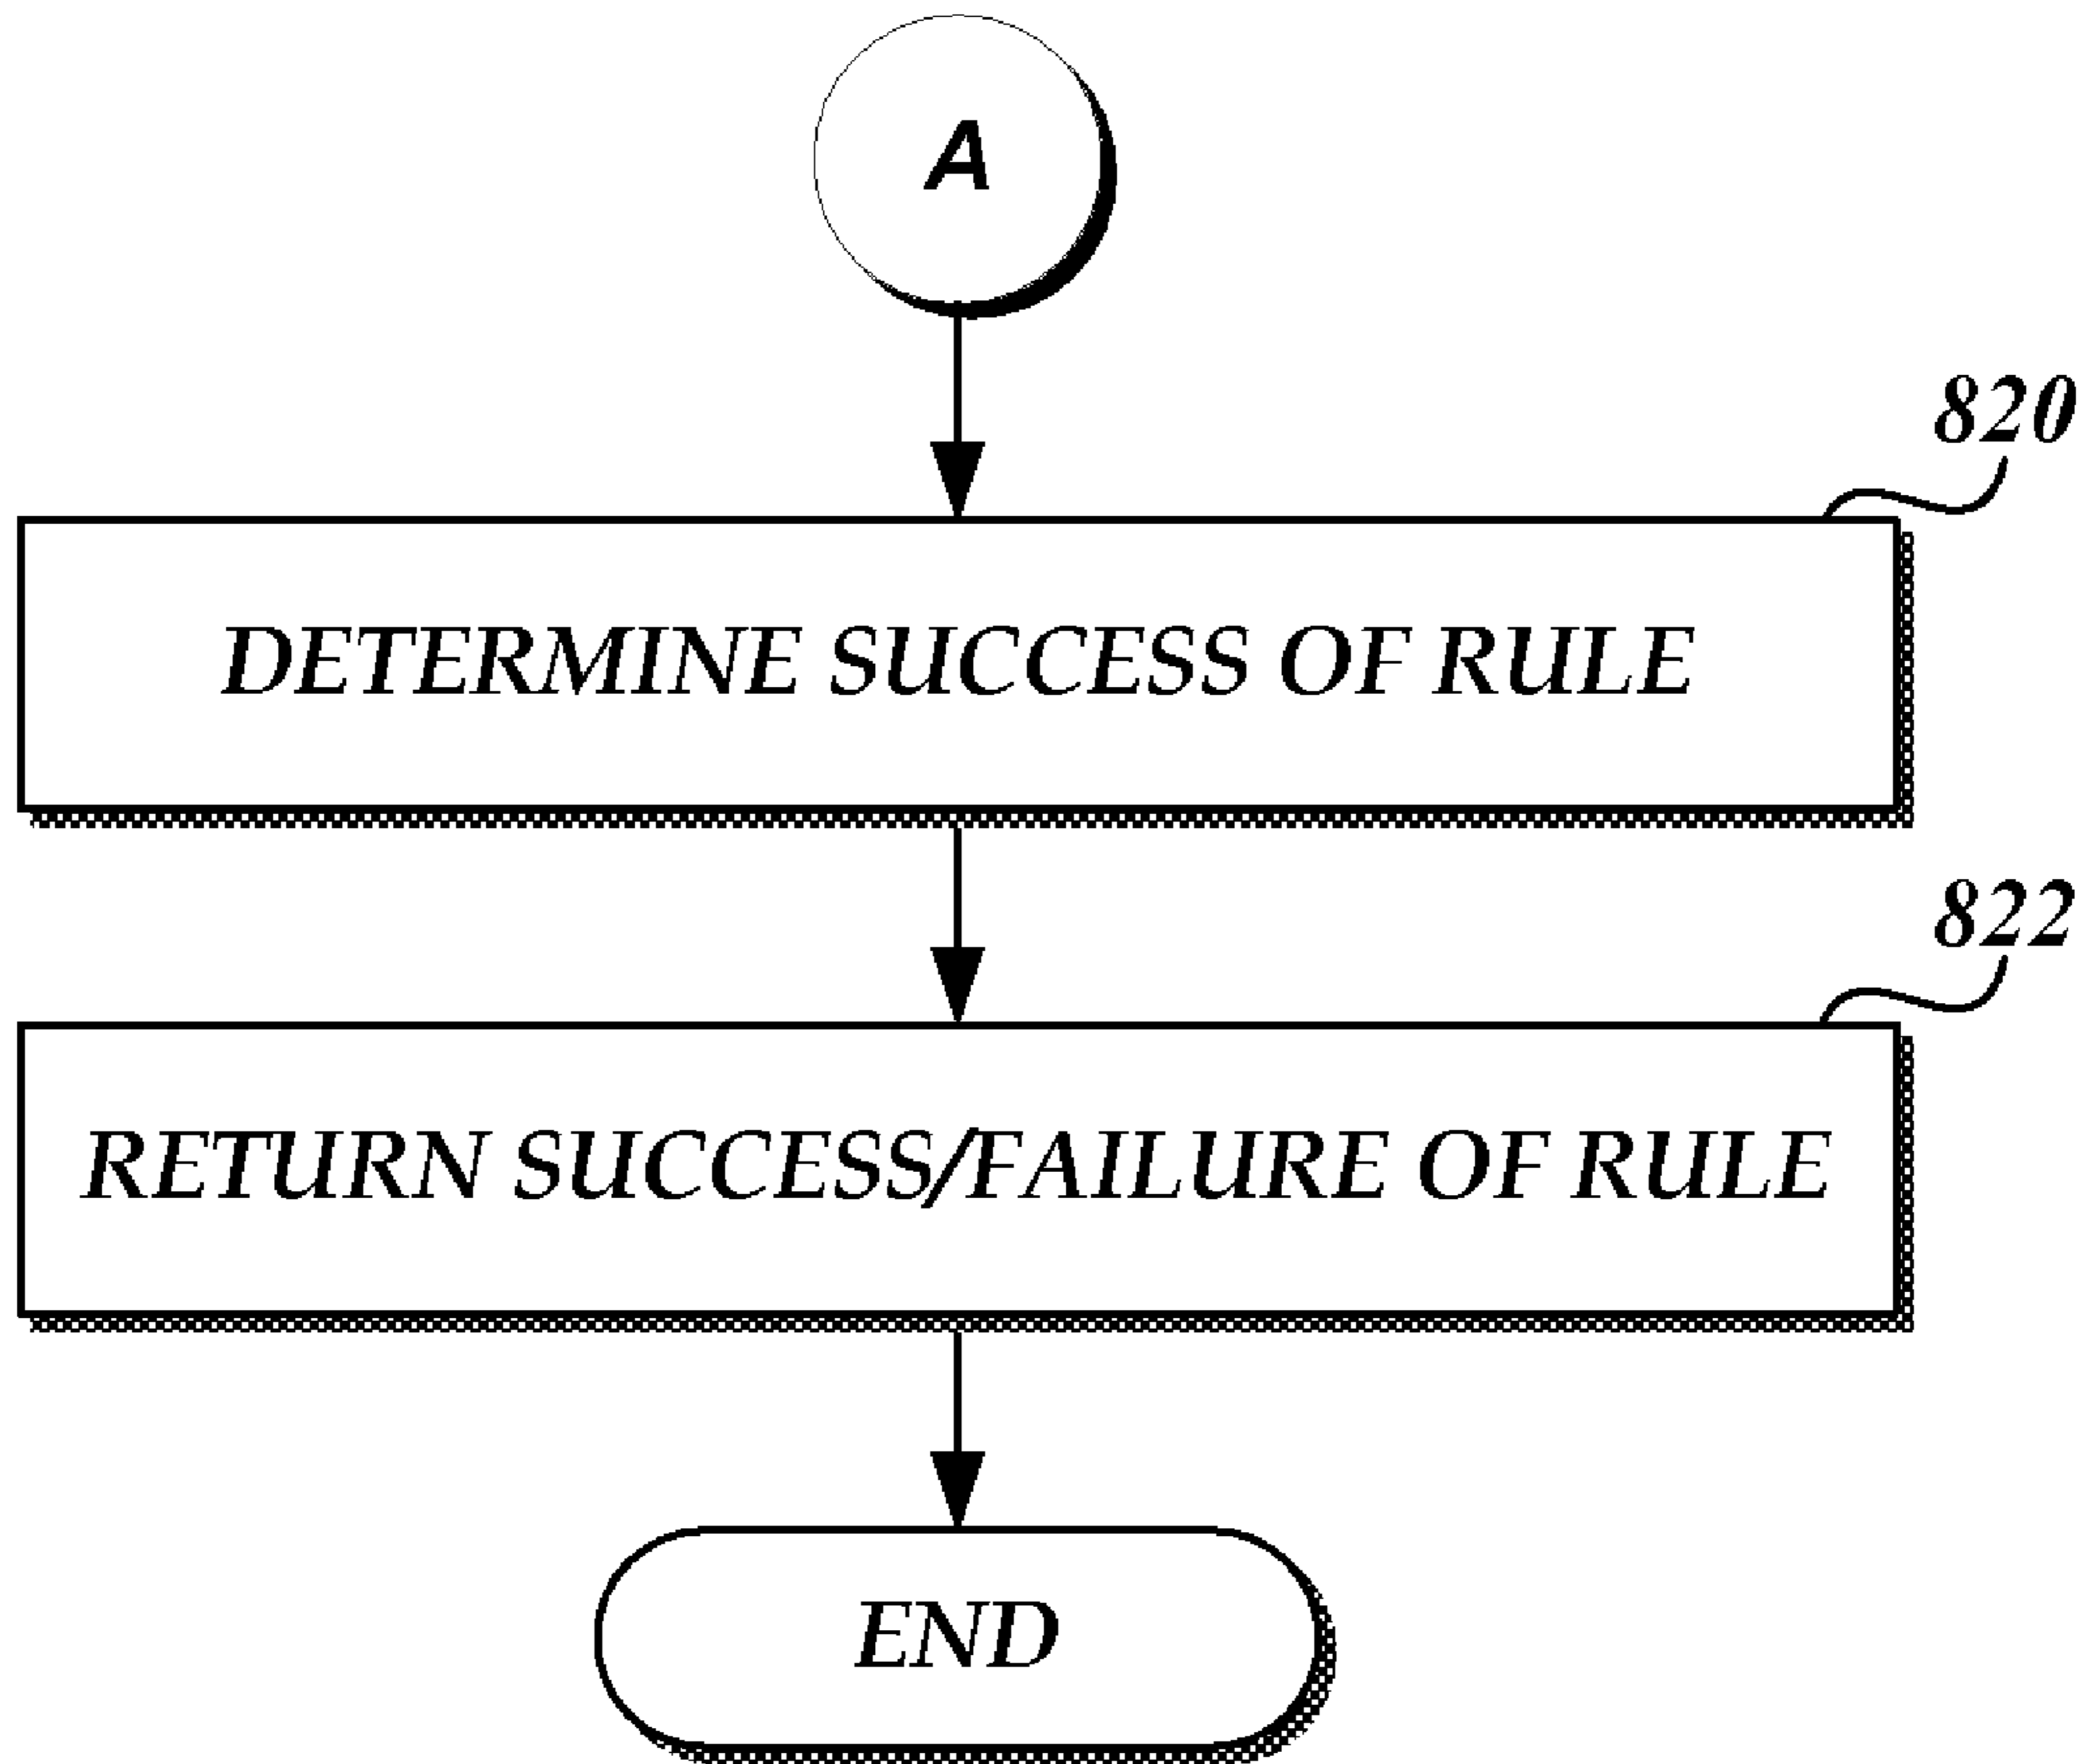 A
820
DETERMINE SUCCESS OF RULE
822
RETURN SUCCESS/FAILURE OF RULE
END